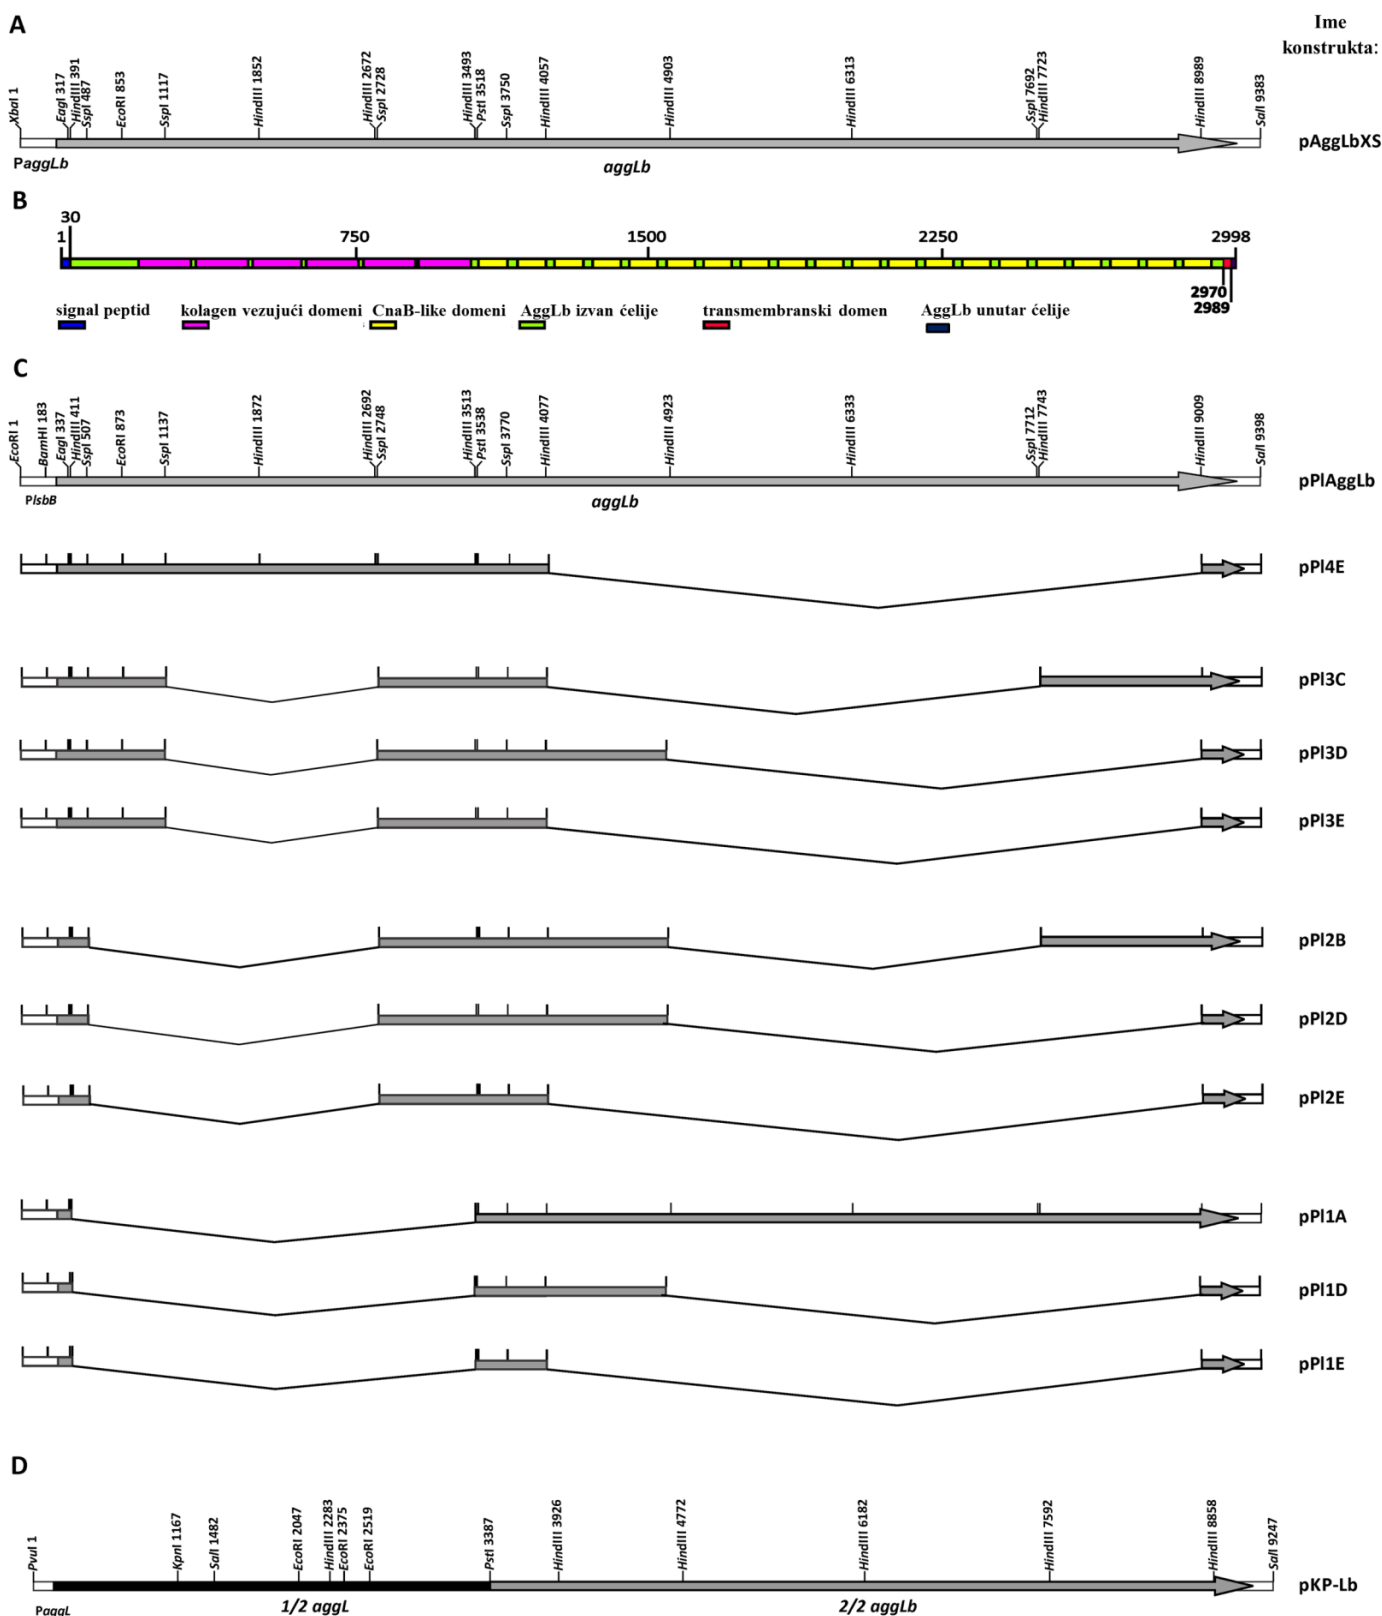 A
Ime
konstrukta:
XbaI 1
EagI 317
HindIII 391
SspI 487
EcoRI 853
SspI 1117
HindIII 1852
HindIII 2672
SspI 2728
HindIII 3493
PstI 3518
SspI 3750
HindIII 4057
HindIII 4903
HindIII 6313
SspI 7692
HindIII 7723
HindIII 8989
SalI 9383
pAggLbXS
PaggLb
aggLb
B
30
1 750 1500 2250 2998
2970
2989
signal peptid
kolagen vezujući domeni
CnaB-like domeni
AggLb izvan ćelije
transmembranski domen
AggLb unutar ćelije
C
EcoRI 1
BamHI 183
EagI 337
HindIII 411
SspI 507
EcoRI 873
SspI 1137
HindIII 1872
HindIII 2692
SspI 2748
HindIII 3513
PstI 3538
SspI 3770
HindIII 4077
HindIII 4923
HindIII 6333
SspI 7712
HindIII 7743
HindIII 9009
SalI 9398
pPlAggLb
PlsbB
aggLb
pPl4E
pPl3C
pPl3D
pPl3E
pPl2B
pPl2D
pPl2E
pPl1A
pPl1D
pPl1E
D
PvuI 1
KpnI 1167
SalI 1482
EcoRI 2047
HindIII 2283
EcoRI 2375
EcoRI 2519
PstI 3387
HindIII 3926
HindIII 4772
HindIII 6182
HindIII 7592
HindIII 8858
SalI 9247
pKP-Lb
PaggL
1/2 aggL
2/2 aggLb